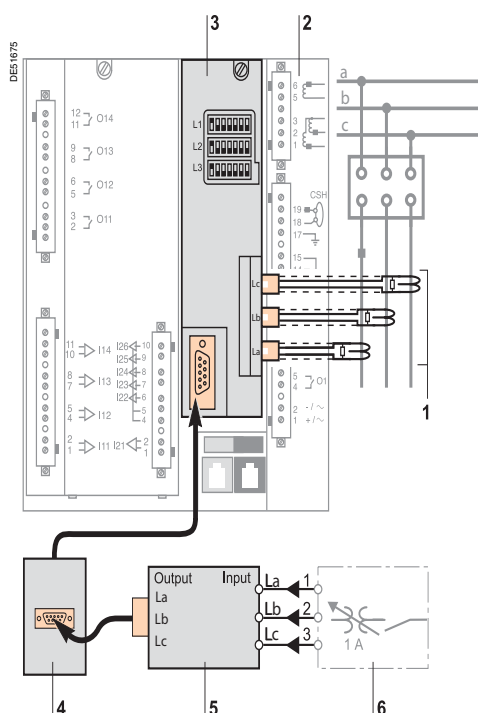 3
2
DE51675
a
b
c
6
5
3
2
1
12
11 O14
9
8 O13
6
5 O12
3
2 O11
L1
L2
L3
CSH
19
18
17
15
Lc
Lb
La
1
5
4 O1
2 - / ~
1 + / ~
11
10 I14
8
7 I13
5
4 I12
2
1 I11
I26 10
I25 9
I24 8
I23 7
I22 6
5
4
I21 2
1
Output
La
Lb
Lc
Input
La 1
Lb 2
Lc 3
1 A
4
5
6